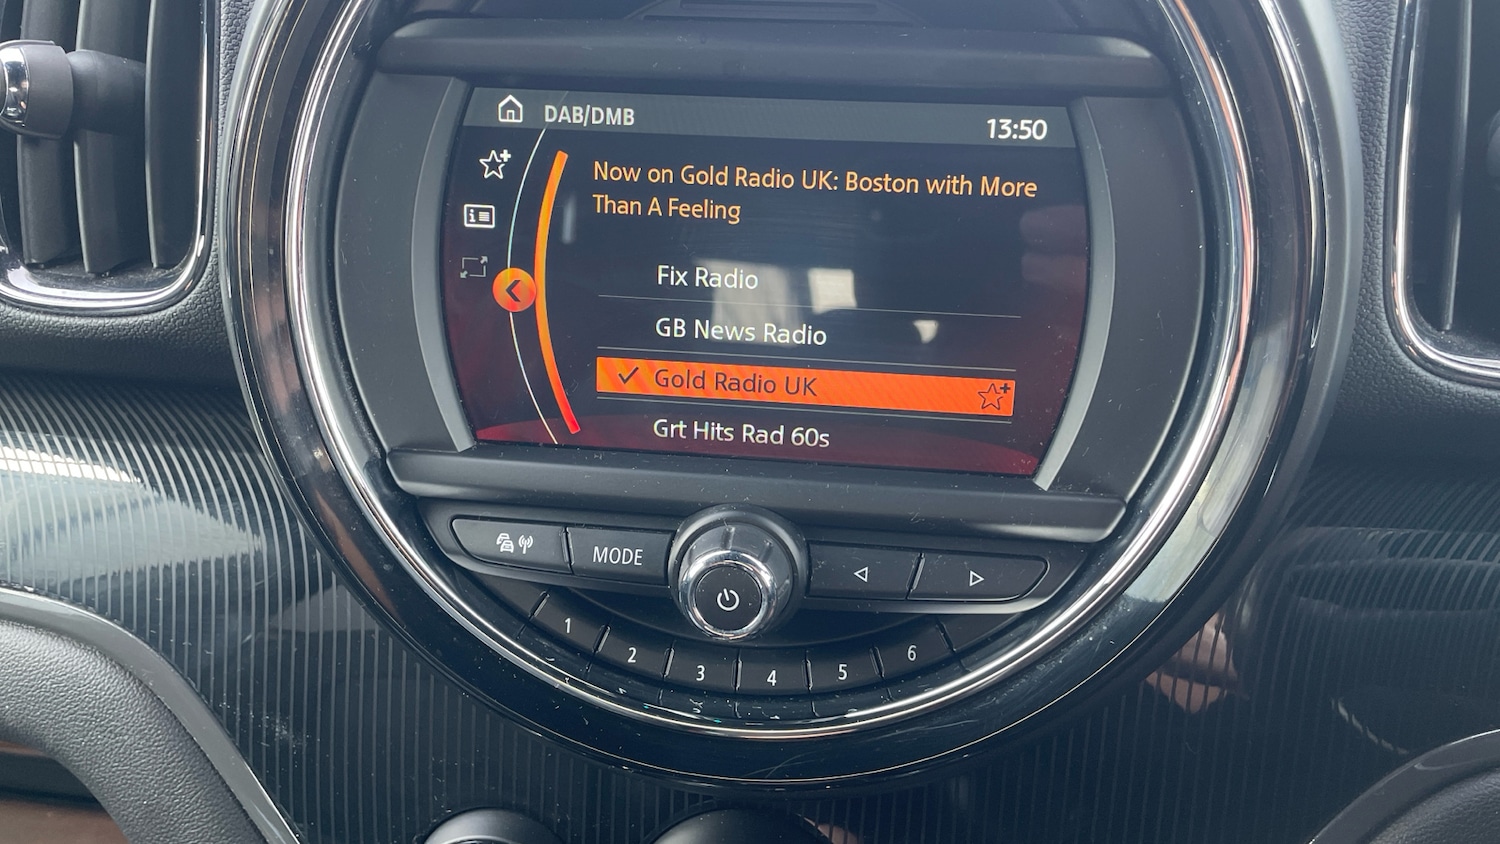 DAB/DMB
13:50
Now on Gold Radio UK: Boston with More
Than A Feeling
Fix Radio
GB News Radio
Gold Radio UK
Grt Hits Rad 60s
MODE
1
2
3
4
5
6